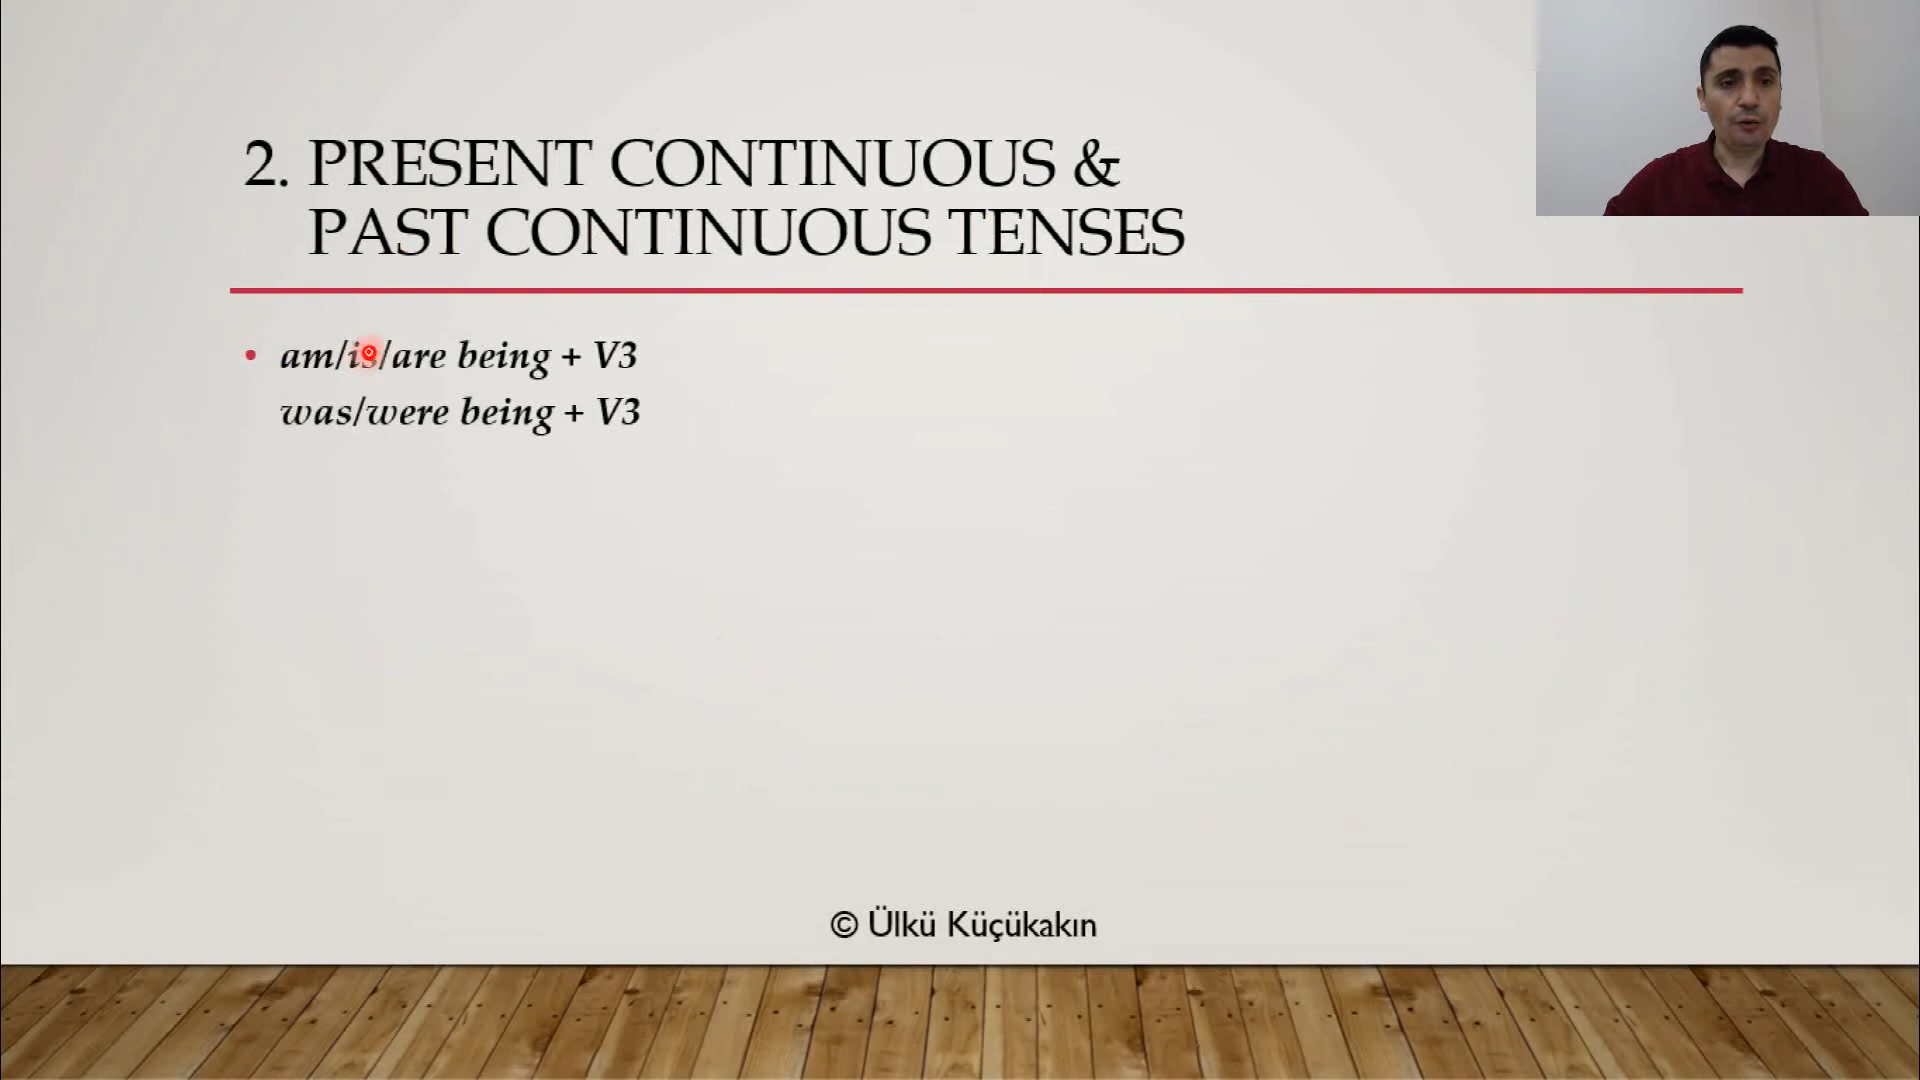 2. PRESENT CONTINUOUS &
PAST CONTINUOUS TENSES
• am/is/are being + V3
was/were being + V3
© Ülkü Küçükakın